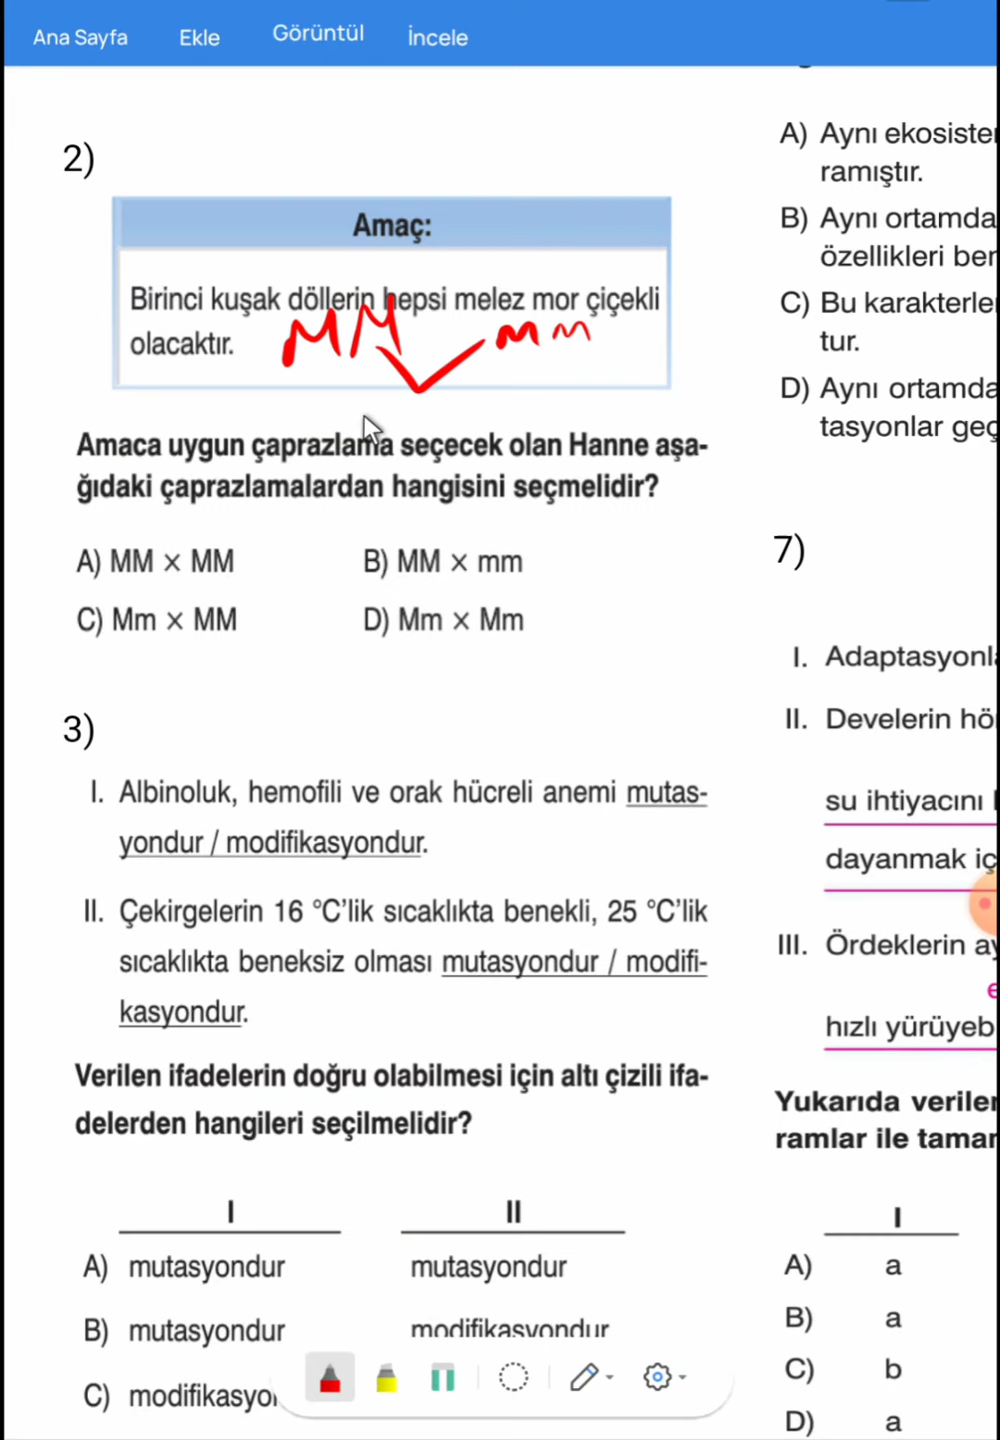 Ana Sayfa Ekle Görüntül İncele
2)
Amaç:
Birinci kuşak döllerin hepsi melez mor çiçekli
olacaktır.
MM mm
Amaca uygun çaprazlama seçecek olan Hanne aşa-
ğıdaki çaprazlamalardan hangisini seçmelidir?
A) MM × MM B) MM × mm
C) Mm × MM D) Mm × Mm
3)
I. Albinoluk, hemofili ve orak hücreli anemi mutas-
yondur / modifikasyondur.
II. Çekirgelerin 16 °C'lik sıcaklıkta benekli, 25 °C'lik
sıcaklıkta beneksiz olması mutasyondur / modifi-
kasyondur.
Verilen ifadelerin doğru olabilmesi için altı çizili ifa-
delerden hangileri seçilmelidir?
I II
A) mutasyondur mutasyondur
B) mutasyondur modifikasyondur
C) modifikasyo
A) Aynı ekosiste
ramıştır.
B) Aynı ortamda
özellikleri ber
C) Bu karakterle
tur.
D) Aynı ortamda
tasyonlar geç
7)
I. Adaptasyonl
II. Develerin hö
su ihtiyacını
dayanmak iç
III. Ördeklerin ay
e
hızlı yürüyeb
Yukarıda veriler
ramlar ile tamar
I
A) a
B) a
C) b
D) a